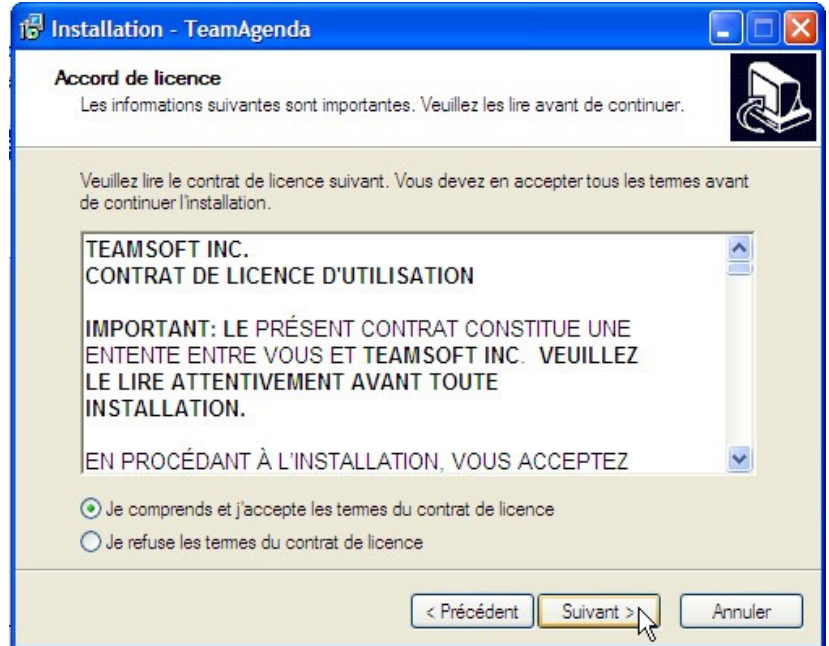 Installation - TeamAgenda
Accord de licence
Les informations suivantes sont importantes. Veuillez les lire avant de continuer.
Veuillez lire le contrat de licence suivant. Vous devez en accepter tous les termes avant
de continuer l'installation.
TEAMSOFT INC.
CONTRAT DE LICENCE D'UTILISATION
IMPORTANT: LE PRÉSENT CONTRAT CONSTITUE UNE
ENTENTE ENTRE VOUS ET TEAMSOFT INC. VEUILLEZ
LE LIRE ATTENTIVEMENT AVANT TOUTE
INSTALLATION.
EN PROCÉDANT À L'INSTALLATION, VOUS ACCEPTEZ
Je comprends et j'accepte les termes du contrat de licence
Je refuse les termes du contrat de licence
< Précédent Suivant > Annuler